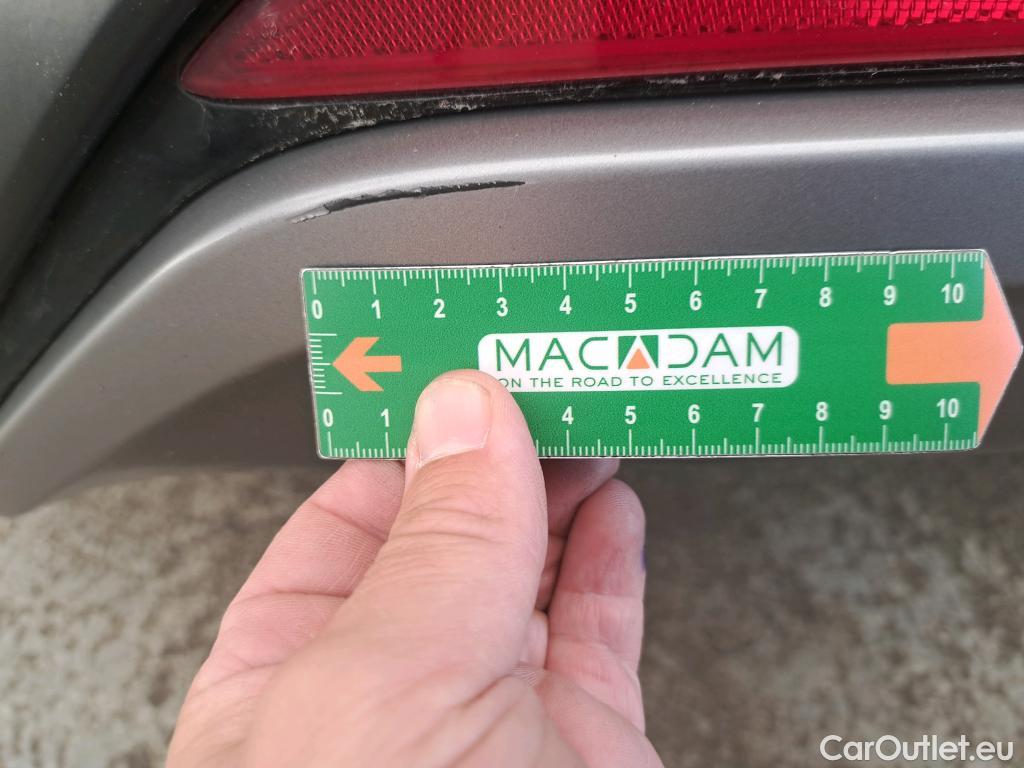 0 1 2 3 4 5 6 7 8 9 10
MACADAM
ON THE ROAD TO EXCELLENCE
0 1 4 5 6 7 8 9 10
CarOutlet.eu